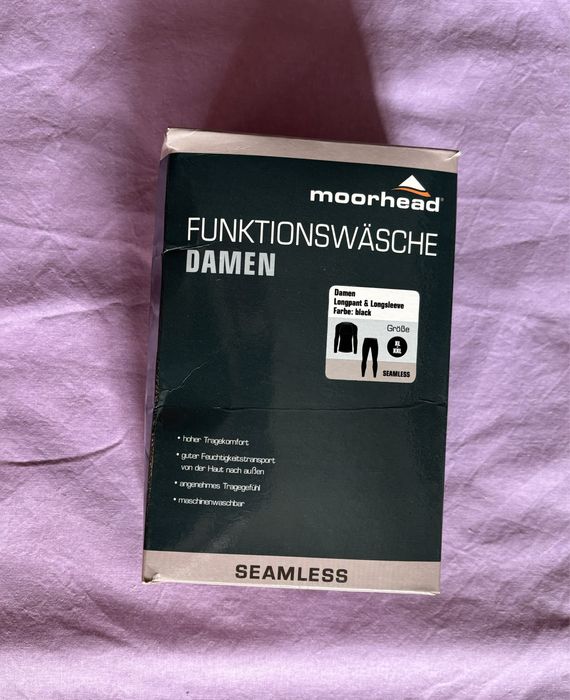 moorhead®
FUNKTIONSWÄSCHE
DAMEN
Damen
Longpant & Longsleeve
Farbe: black
Größe
XL
XXL
SEAMLESS
• hoher Tragekomfort
• guter Feuchtigkeitstransport
von der Haut nach außen
• angenehmes Tragegefühl
• maschinenwaschbar
SEAMLESS